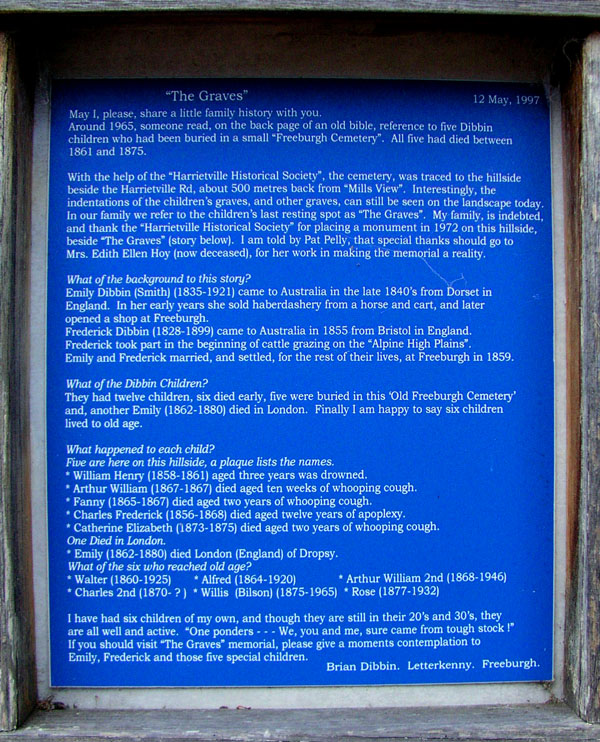 "The Graves"
12 May, 1997
May I, please, share a little family history with you.
Around 1965, someone read, on the back page of an old bible, reference to five Dibbin
children who had been buried in a small "Freeburgh Cemetery". All five had died between
1861 and 1875.
With the help of the "Harrietville Historical Society", the cemetery, was traced to the hillside
beside the Harrietville Rd, about 500 metres back from "Mills View". Interestingly, the
indentations of the children's graves, and other graves, can still be seen on the landscape today.
In our family we refer to the children's last resting spot as "The Graves". My family, is indebted,
and thank the "Harrietville Historical Society" for placing a monument in 1972 on this hillside,
beside "The Graves" (story below). I am told by Pat Pelly, that special thanks should go to
Mrs. Edith Ellen Hoy (now deceased), for her work in making the memorial a reality.
What of the background to this story?
Emily Dibbin (Smith) (1835-1921) came to Australia in the late 1840's from Dorset in
England. In her early years she sold haberdashery from a horse and cart, and later
opened a shop at Freeburgh.
Frederick Dibbin (1828-1899) came to Australia in 1855 from Bristol in England.
Frederick took part in the beginning of cattle grazing on the "Alpine High Plains".
Emily and Frederick married, and settled, for the rest of their lives, at Freeburgh in 1859.
What of the Dibbin Children?
They had twelve children, six died early, five were buried in this 'Old Freeburgh Cemetery'
and, another Emily (1862-1880) died in London. Finally I am happy to say six children
lived to old age.
What happened to each child?
Five are here on this hillside, a plaque lists the names.
* William Henry (1858-1861) aged three years was drowned.
* Arthur William (1867-1867) died aged ten weeks of whooping cough.
* Fanny (1865-1867) died aged two years of whooping cough.
* Charles Frederick (1856-1868) died aged twelve years of apoplexy.
* Catherine Elizabeth (1873-1875) died aged two years of whooping cough.
One Died in London.
* Emily (1862-1880) died London (England) of Dropsy.
What of the six who reached old age?
* Walter (1860-1925) * Alfred (1864-1920) * Arthur William 2nd (1868-1946)
* Charles 2nd (1870- ? ) * Willis (Bilson) (1875-1965) * Rose (1877-1932)
I have had six children of my own, and though they are still in their 20's and 30's, they
are all well and active. "One ponders - - - We, you and me, sure came from tough stock !"
If you should visit "The Graves" memorial, please give a moments contemplation to
Emily, Frederick and those five special children.
Brian Dibbin. Letterkenny. Freeburgh.